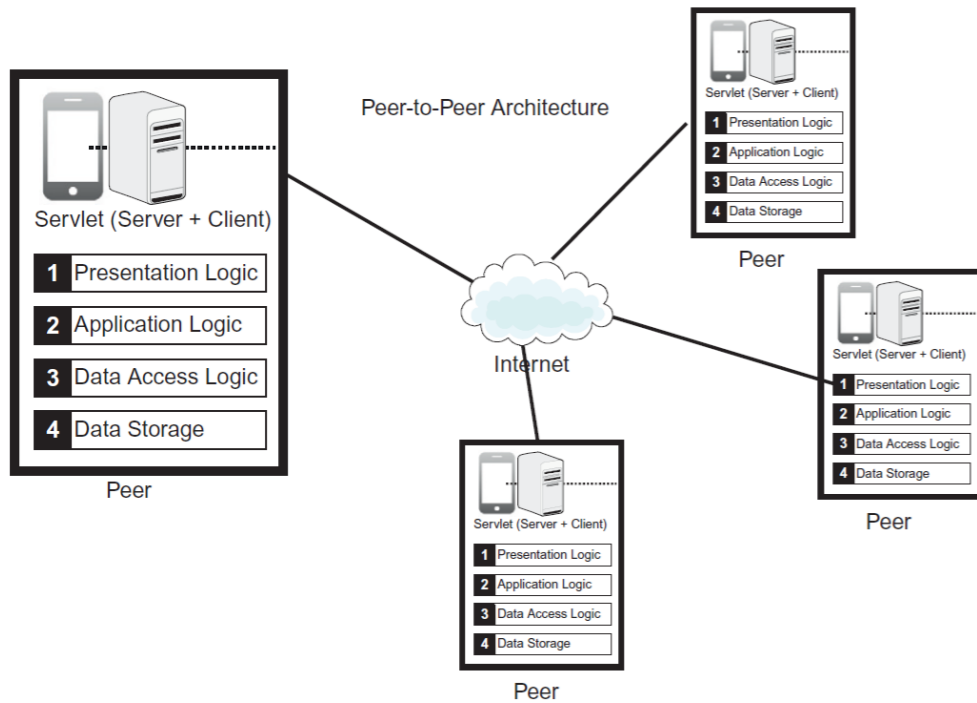 Peer-to-Peer Architecture
Servlet (Server + Client)
1 Presentation Logic
2 Application Logic
3 Data Access Logic
4 Data Storage
Peer
Servlet (Server + Client)
1 Presentation Logic
2 Application Logic
3 Data Access Logic
4 Data Storage
Peer
Internet
Servlet (Server + Client)
1 Presentation Logic
2 Application Logic
3 Data Access Logic
4 Data Storage
Peer
Servlet (Server + Client)
1 Presentation Logic
2 Application Logic
3 Data Access Logic
4 Data Storage
Peer